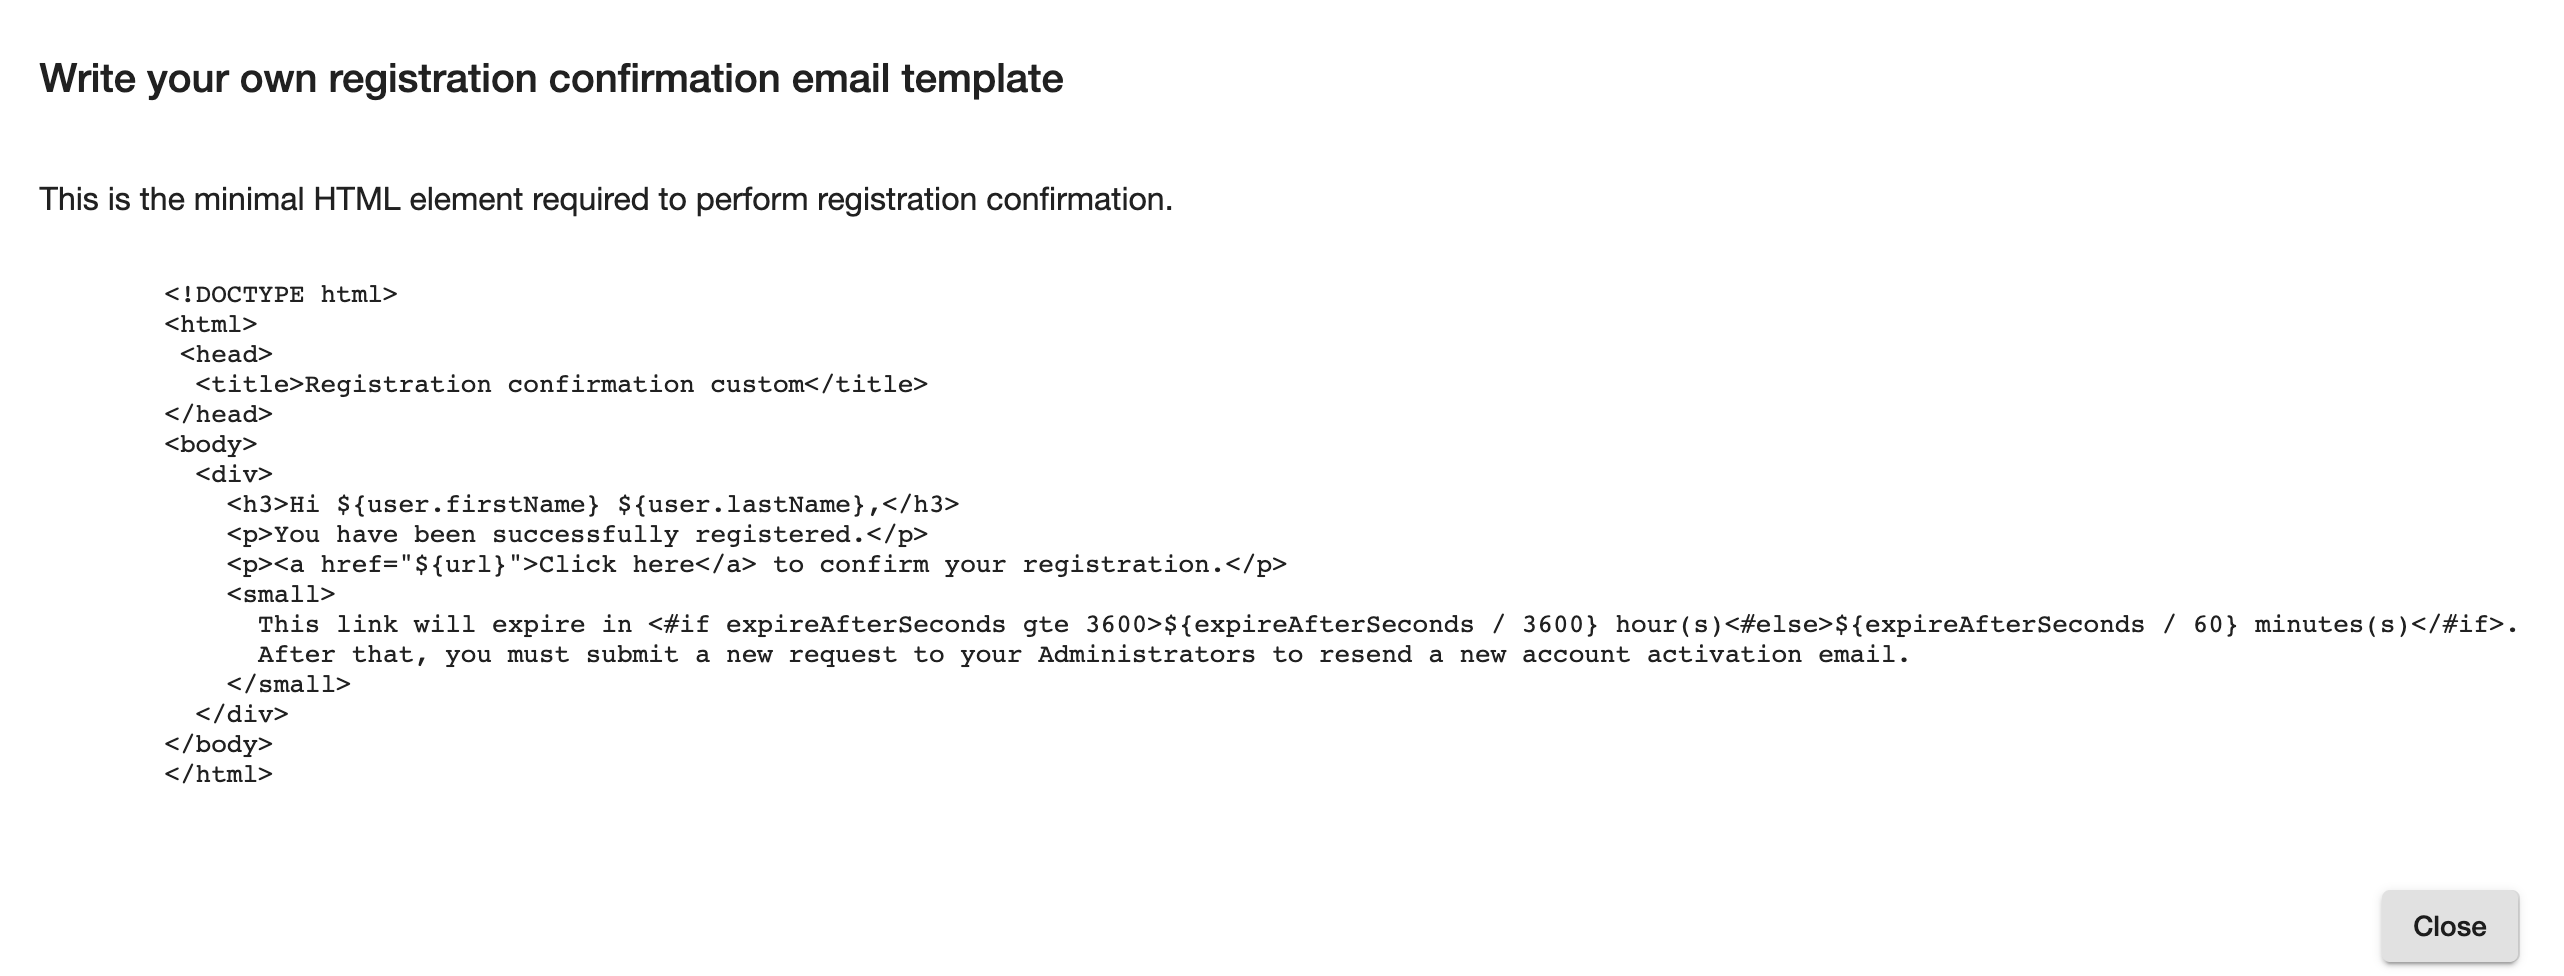 Write your own registration confirmation email template
This is the minimal HTML element required to perform registration confirmation.
<!DOCTYPE html>
<html>
 <head>
  <title>Registration confirmation custom</title>
</head>
<body>
  <div>
    <h3>Hi ${user.firstName} ${user.lastName},</h3>
    <p>You have been successfully registered.</p>
    <p><a href="${url}">Click here</a> to confirm your registration.</p>
    <small>
      This link will expire in <#if expireAfterSeconds gte 3600>${expireAfterSeconds / 3600} hour(s)<#else>${expireAfterSeconds / 60} minutes(s)</#if>.
      After that, you must submit a new request to your Administrators to resend a new account activation email.
    </small>
  </div>
</body>
</html>
Close